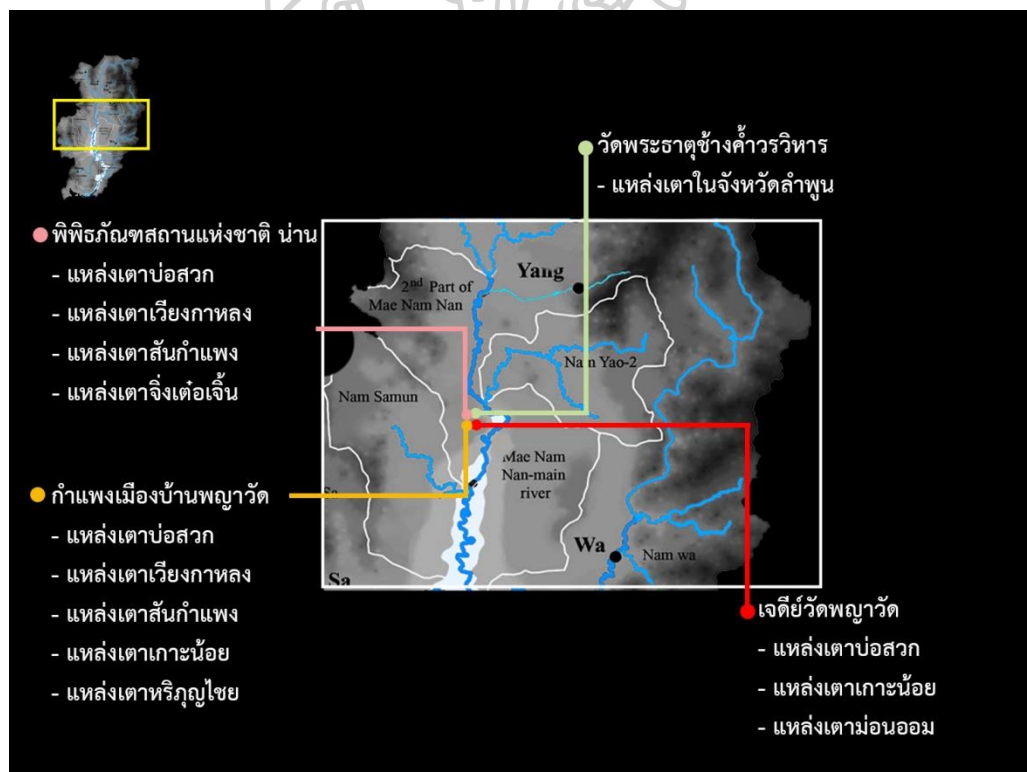 วัดพระธาตุช้างค้ำวรวิหาร
- แหล่งเตาในจังหวัดลำพูน
พิพิธภัณฑสถานแห่งชาติ น่าน
- แหล่งเตาบ่อสวก
- แหล่งเตาเวียงกาหลง
- แหล่งเตาสันกำแพง
- แหล่งเตาจิ่งเต๋อเจิ้น
Yang
2nd Part of
Mae Nam Nan
Nam Yao-2
Nam Samun
Mae Nam
Nan-main
river
Sa
Wa
Nam wa
Sa
กำแพงเมืองบ้านพญาวัด
- แหล่งเตาบ่อสวก
- แหล่งเตาเวียงกาหลง
- แหล่งเตาสันกำแพง
- แหล่งเตาเกาะน้อย
- แหล่งเตาหริภุญไชย
เจดีย์วัดพญาวัด
- แหล่งเตาบ่อสวก
- แหล่งเตาเกาะน้อย
- แหล่งเตาม่อนออม